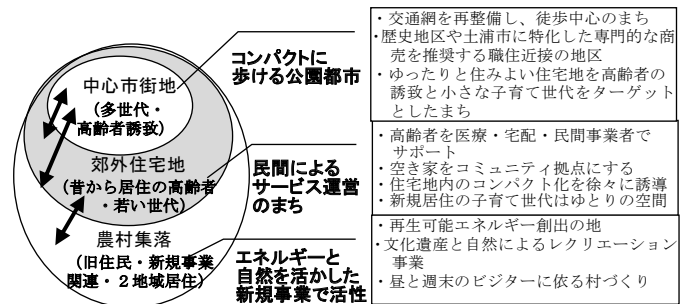 中心市街地
(多世代・
高齢者誘致)
郊外住宅地
(昔から居住の高齢者
・若い世代)
農村集落
(旧住民・新規事業
関連・２地域居住)
コンパクトに
歩ける公園都市
民間による
サービス運営
のまち
エネルギーと
自然を活かした
新規事業で活性
・交通網を再整備し、徒歩中心のまち
・歴史地区や土浦市に特化した専門的な商
売を推奨する職住近接の地区
・ゆったりと住みよい住宅地を高齢者の
誘致と小さな子育て世代をターゲット
としたまち
・高齢者を医療・宅配・民間事業者で
サポート
・空き家をコミュニティ拠点にする
・住宅地内のコンパクト化を徐々に誘導
・新規居住の子育て世代はゆとりの空間
・再生可能エネルギー創出の地
・文化遺産と自然によるレクリエーション
事業
・昼と週末のビジターに依る村づくり